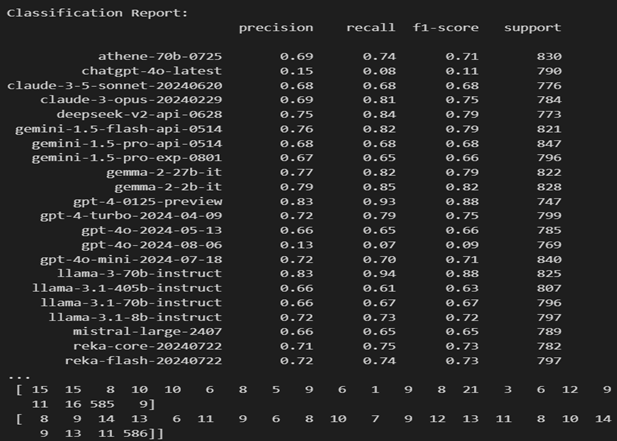 Classification Report:
precision recall f1-score support
athene-70b-0725 0.69 0.74 0.71 830
chatgpt-4o-latest 0.15 0.08 0.11 790
claude-3-5-sonnet-20240620 0.68 0.68 0.68 776
claude-3-opus-20240229 0.69 0.81 0.75 784
deepseek-v2-api-0628 0.75 0.84 0.79 773
gemini-1.5-flash-api-0514 0.76 0.82 0.79 821
gemini-1.5-pro-api-0514 0.68 0.68 0.68 847
gemini-1.5-pro-exp-0801 0.67 0.65 0.66 796
gemma-2-27b-it 0.77 0.82 0.79 822
gemma-2-2b-it 0.79 0.85 0.82 828
gpt-4-0125-preview 0.83 0.93 0.88 747
gpt-4-turbo-2024-04-09 0.72 0.79 0.75 799
gpt-4o-2024-05-13 0.66 0.65 0.66 785
gpt-4o-2024-08-06 0.13 0.07 0.09 769
gpt-4o-mini-2024-07-18 0.72 0.70 0.71 840
llama-3-70b-instruct 0.83 0.94 0.88 825
llama-3.1-405b-instruct 0.66 0.61 0.63 807
llama-3.1-70b-instruct 0.66 0.67 0.67 796
llama-3.1-8b-instruct 0.72 0.73 0.72 797
mistral-large-2407 0.66 0.65 0.65 789
reka-core-20240722 0.71 0.75 0.73 782
reka-flash-20240722 0.72 0.74 0.73 797
...
[ 15 15 8 10 10 6 8 5 9 6 1 9 8 21 3 6 12 9
11 16 585 9]
[ 8 9 14 13 6 11 9 6 8 10 7 9 12 13 11 8 10 14
9 13 11 586]]